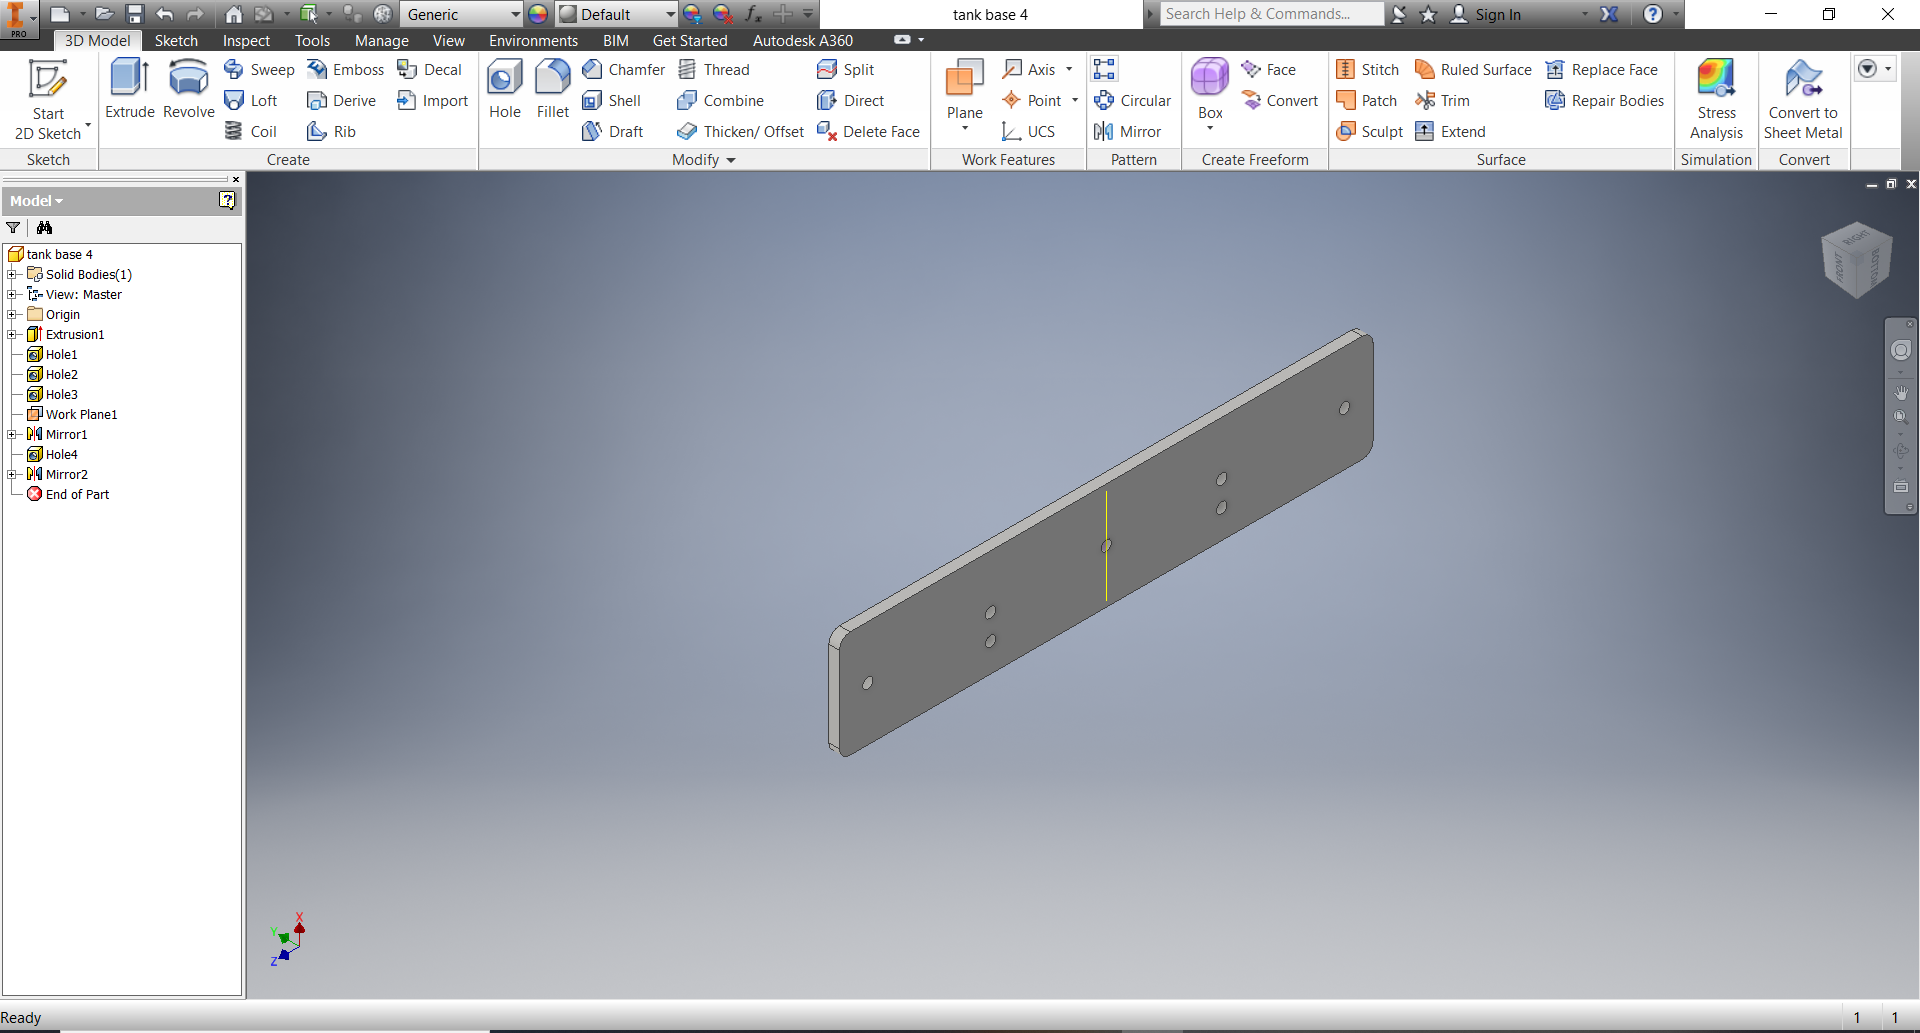 PRO
Generic
Default
tank base 4
Search Help & Commands...
Sign In
3D Model Sketch Inspect Tools Manage View Environments BIM Get Started Autodesk A360
Start
2D Sketch
Extrude
Revolve
Sweep Emboss Decal
Loft Derive Import
Coil Rib
Hole
Fillet
Chamfer Thread Split
Shell Combine Direct
Draft Thicken/ Offset Delete Face
Plane
Axis
Point
UCS
Circular
Mirror
Box
Face
Convert
Stitch Ruled Surface Replace Face
Patch Trim Repair Bodies
Sculpt Extend
Stress
Analysis
Convert to
Sheet Metal
Sketch Create Modify Work Features Pattern Create Freeform Surface Simulation Convert
Model
tank base 4
Solid Bodies(1)
View: Master
Origin
Extrusion1
Hole1
Hole2
Hole3
Work Plane1
Mirror1
Hole4
Mirror2
End of Part
RIGHT
FRONT
BOTTOM
X
Y
Z
Ready
1 1